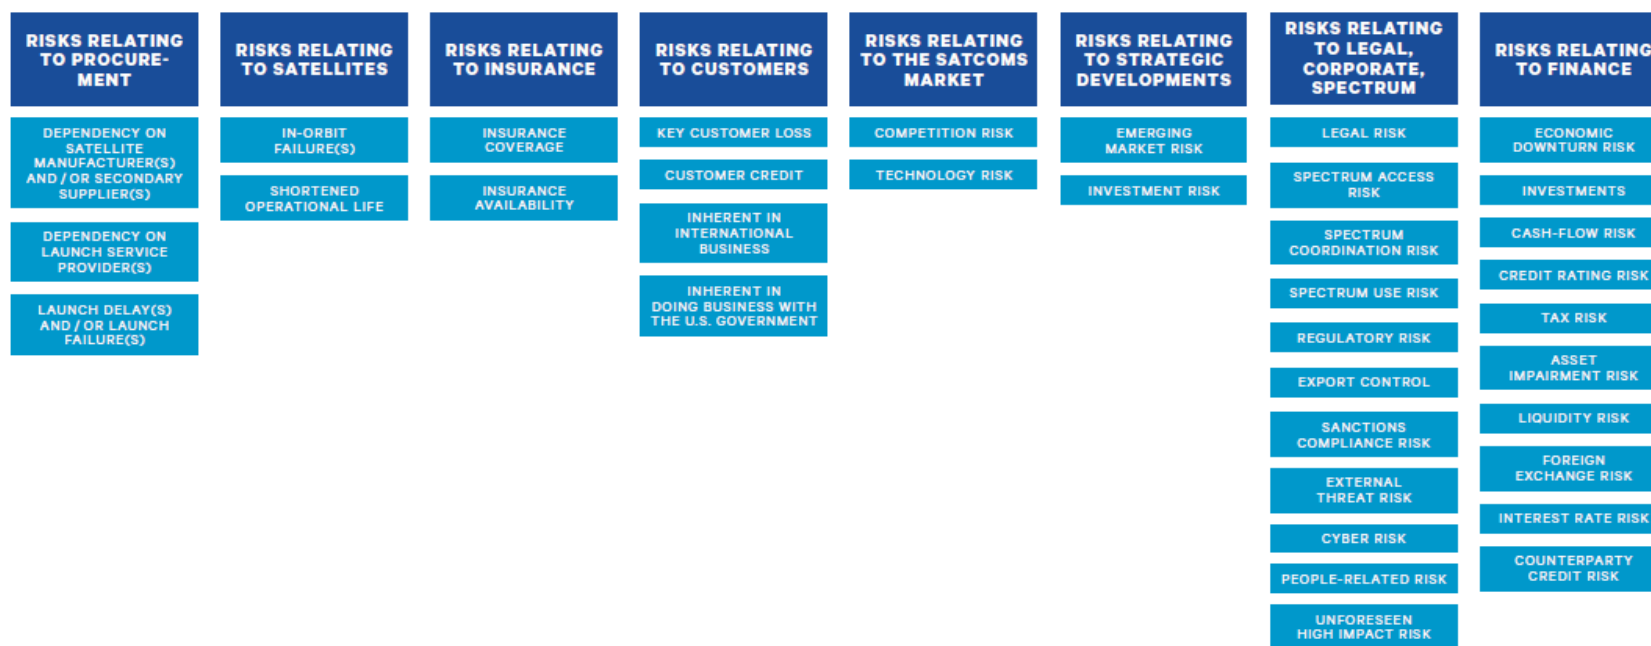 RISKS RELATING
TO PROCURE-
MENT
DEPENDENCY ON
SATELLITE
MANUFACTURER(S)
AND / OR SECONDARY
SUPPLIER(S)
DEPENDENCY ON
LAUNCH SERVICE
PROVIDER(S)
LAUNCH DELAY(S)
AND / OR LAUNCH
FAILURE(S)
RISKS RELATING
TO SATELLITES
IN-ORBIT
FAILURE(S)
SHORTENED
OPERATIONAL LIFE
RISKS RELATING
TO INSURANCE
INSURANCE
COVERAGE
INSURANCE
AVAILABILITY
RISKS RELATING
TO CUSTOMERS
KEY CUSTOMER LOSS
CUSTOMER CREDIT
INHERENT IN
INTERNATIONAL
BUSINESS
INHERENT IN
DOING BUSINESS WITH
THE U.S. GOVERNMENT
RISKS RELATING
TO THE SATCOMS
MARKET
COMPETITION RISK
TECHNOLOGY RISK
RISKS RELATING
TO STRATEGIC
DEVELOPMENTS
EMERGING
MARKET RISK
INVESTMENT RISK
RISKS RELATING
TO LEGAL,
CORPORATE,
SPECTRUM
LEGAL RISK
SPECTRUM ACCESS
RISK
SPECTRUM
COORDINATION RISK
SPECTRUM USE RISK
REGULATORY RISK
EXPORT CONTROL
SANCTIONS
COMPLIANCE RISK
EXTERNAL
THREAT RISK
CYBER RISK
PEOPLE-RELATED RISK
UNFORESEEN
HIGH IMPACT RISK
RISKS RELATING
TO FINANCE
ECONOMIC
DOWNTURN RISK
INVESTMENTS
CASH-FLOW RISK
CREDIT RATING RISK
TAX RISK
ASSET
IMPAIRMENT RISK
LIQUIDITY RISK
FOREIGN
EXCHANGE RISK
INTEREST RATE RISK
COUNTERPARTY
CREDIT RISK